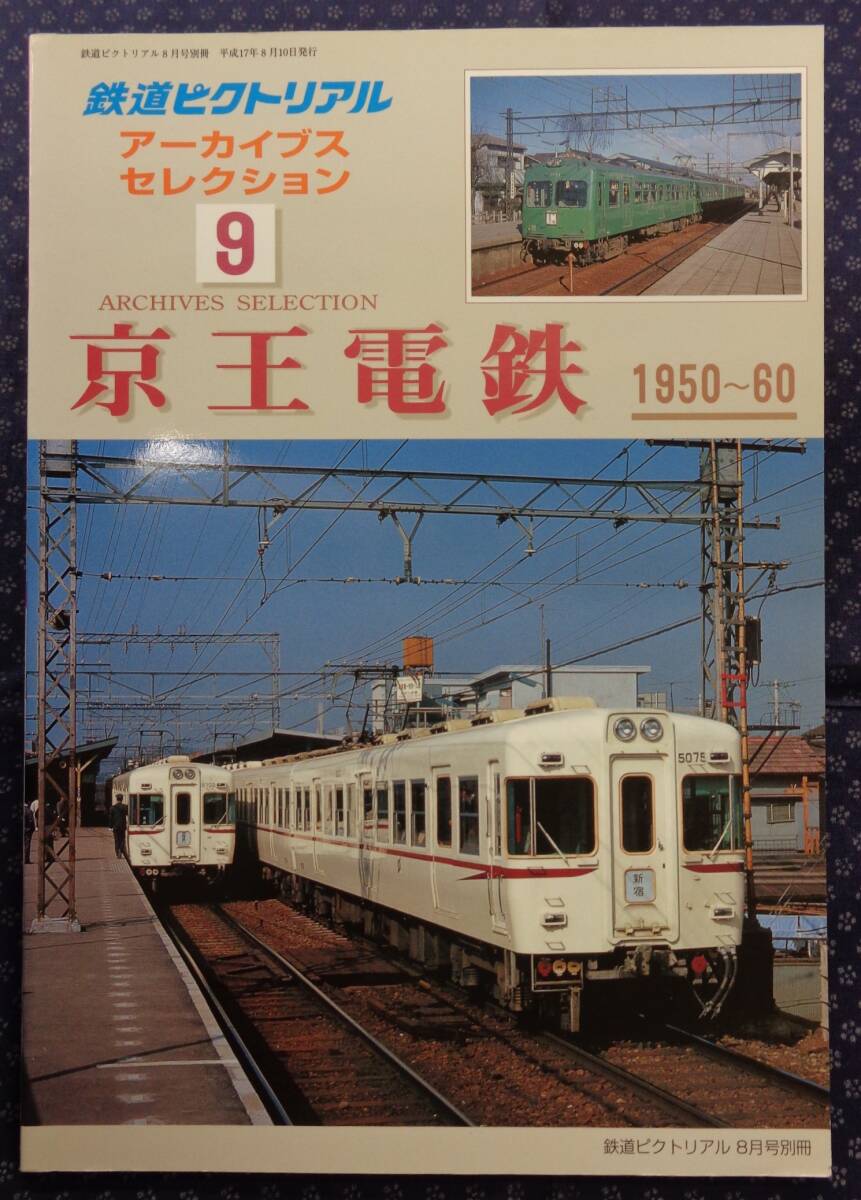 鉄道ピクトリアル8月号別冊 平成17年8月10日発行
鉄道ピクトリアル
アーカイブス
セレクション
9
ARCHIVES SELECTION
京王電鉄
1950～60
5075
新宿
鉄道ピクトリアル 8月号別冊